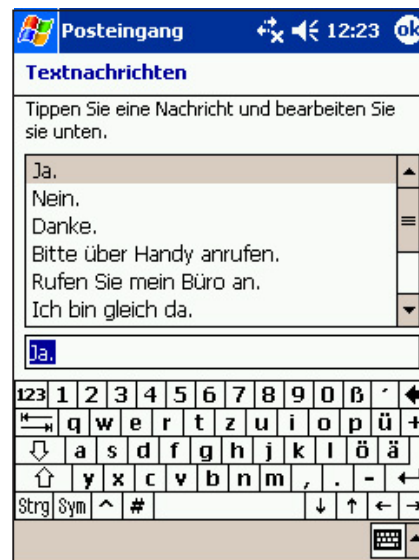 Posteingang 12:23 ok
Textnachrichten
Tippen Sie eine Nachricht und bearbeiten Sie
sie unten.
Ja.
Nein.
Danke.
Bitte über Handy anrufen.
Rufen Sie mein Büro an.
Ich bin gleich da.
Ja.
123 1 2 3 4 5 6 7 8 9 0 ß ´
q w e r t z u i o p ü +
a s d f g h j k l ö ä
y x c v b n m , . -
Strg Sym ^ #